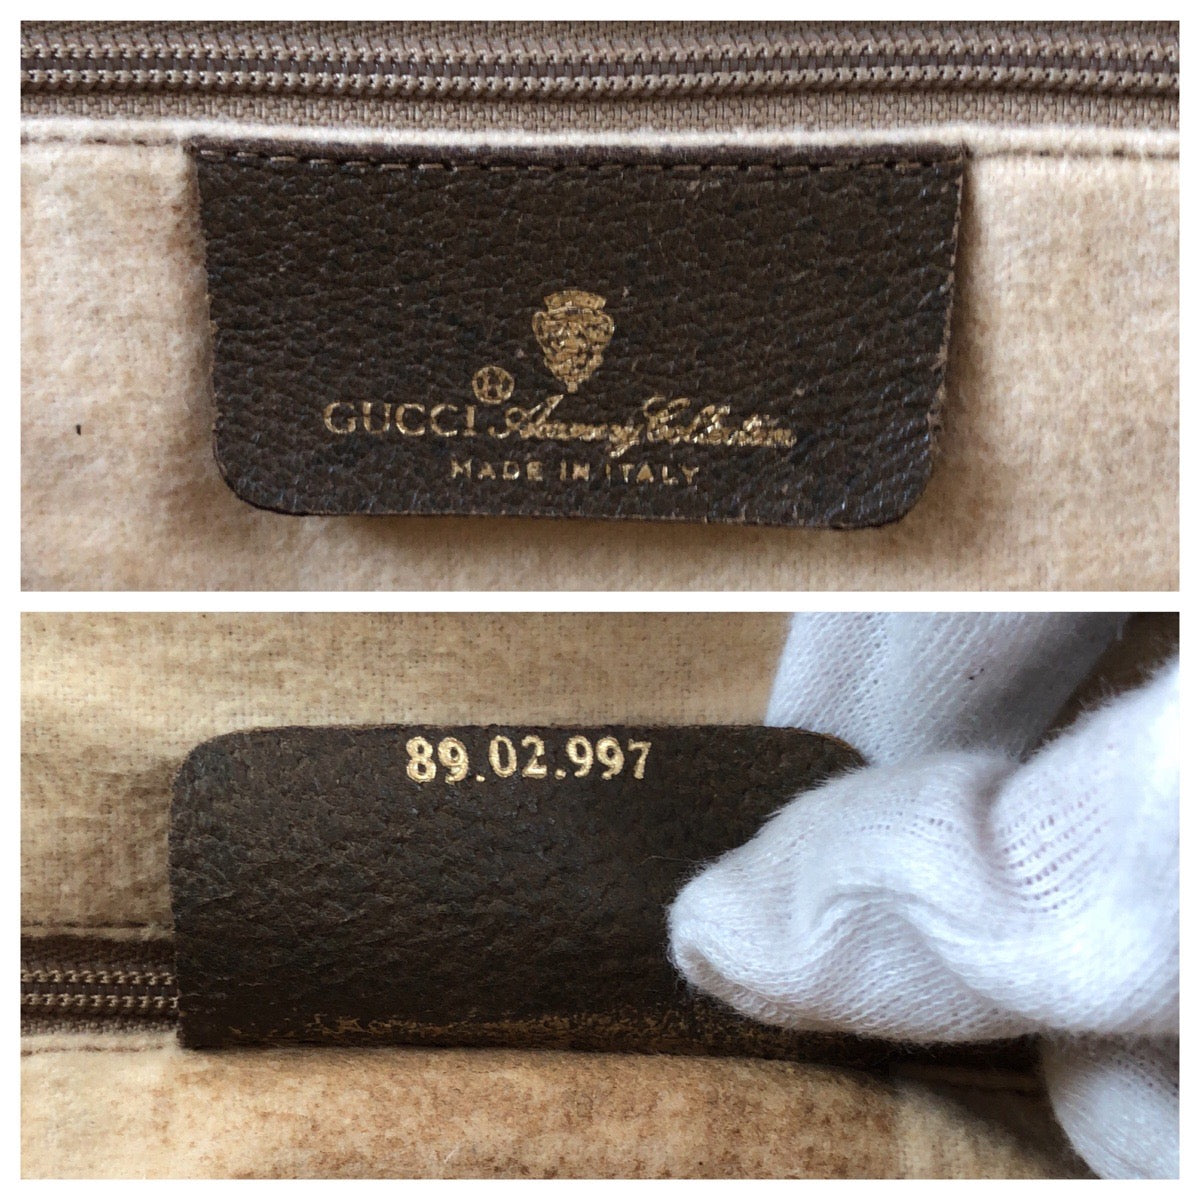 ®
GUCCI Accessory Collection
MADE IN ITALY
89.02.997